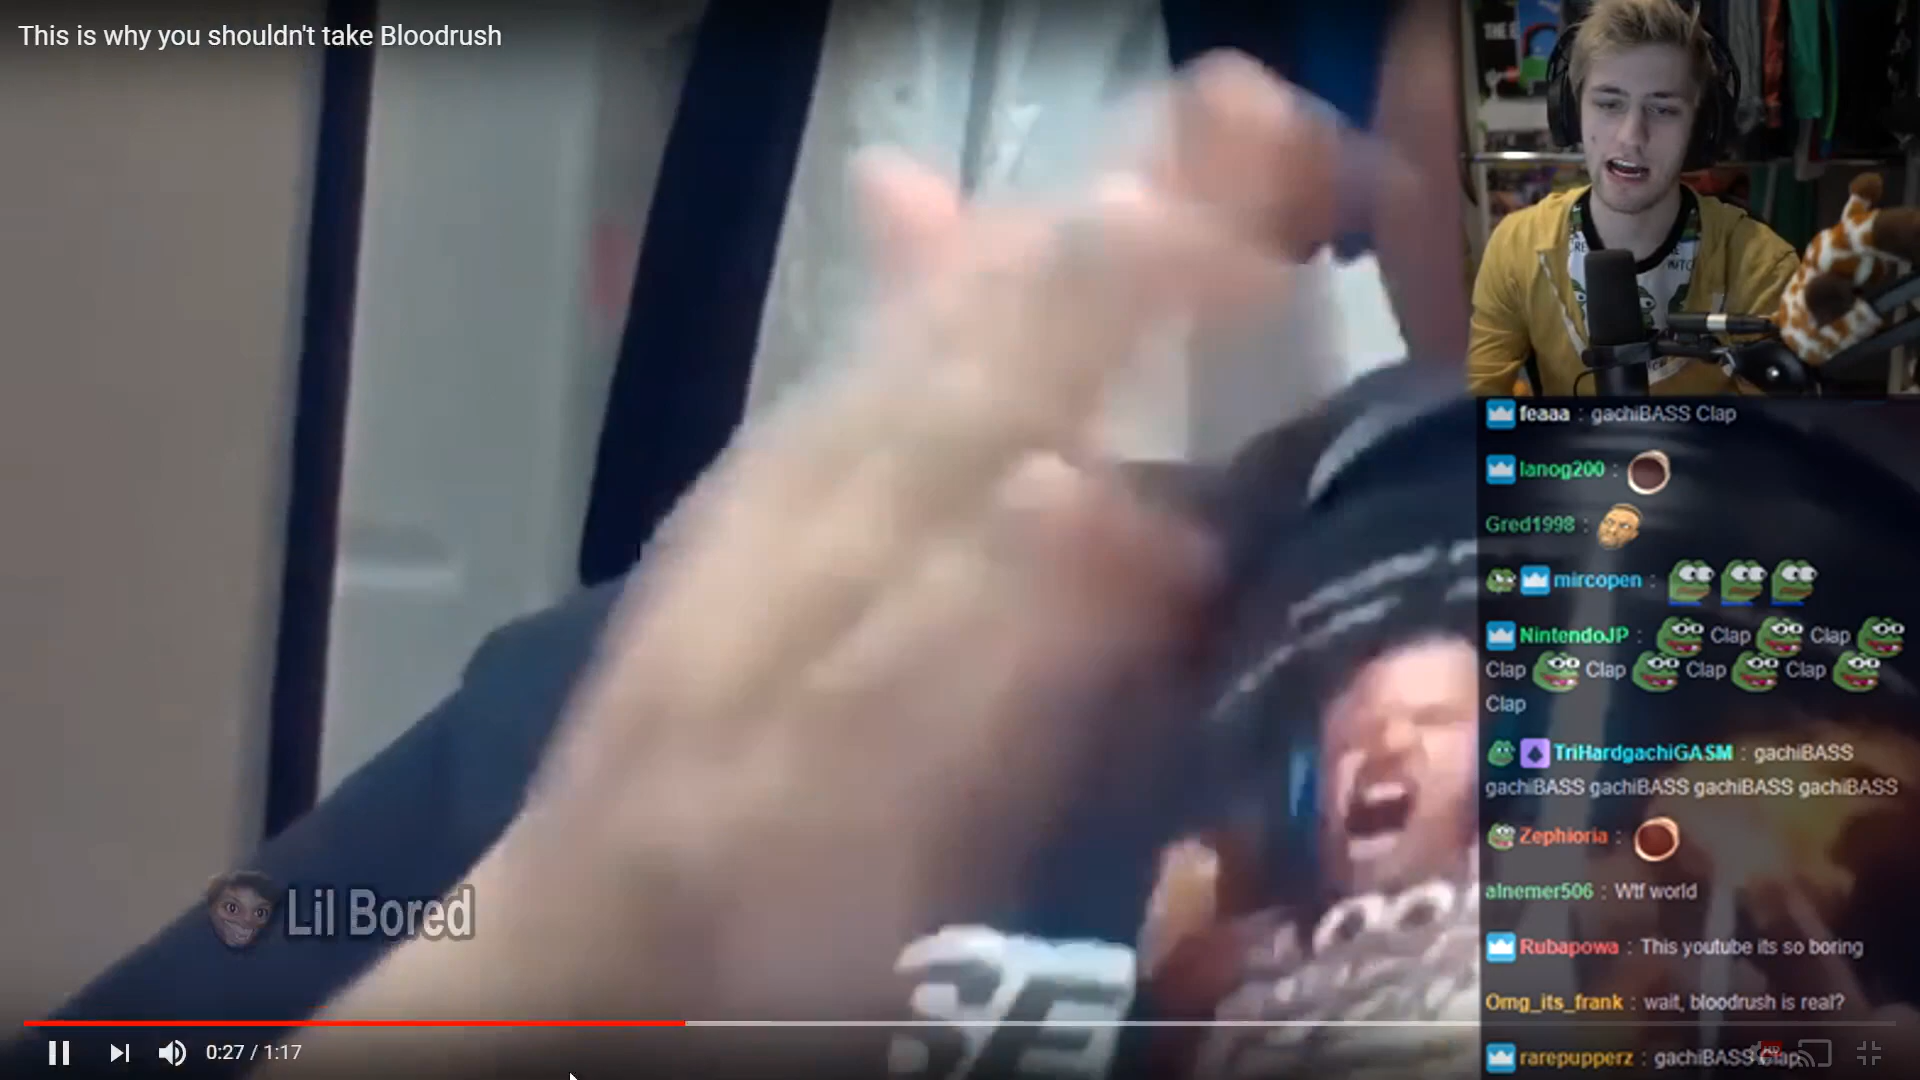 This is why you shouldn't take Bloodrush
feaaa : gachiBASS Clap
lanog200 :
Gred1998 :
mircopen :
NintendoJP : Clap Clap
Clap Clap Clap Clap
Clap
TriHardgachiGASM : gachiBASS
gachiBASS gachiBASS gachiBASS gachiBASS
Zephioria :
alnemer506 : Wtf world
Rubapowa : This youtube its so boring
Omg_its_frank : wait, bloodrush is real?
rarepupperz : gachiBASS Clap
Lil Bored
0:27 / 1:17